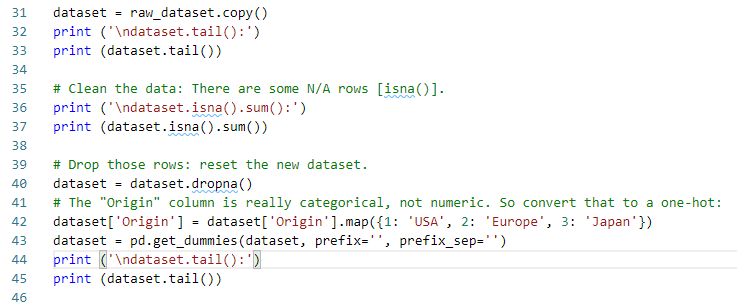 31 dataset = raw_dataset.copy()
32 print ('\ndataset.tail():')
33 print (dataset.tail())
34
35 # Clean the data: There are some N/A rows [isna()].
36 print ('\ndataset.isna().sum():')
37 print (dataset.isna().sum())
38
39 # Drop those rows: reset the new dataset.
40 dataset = dataset.dropna()
41 # The "Origin" column is really categorical, not numeric. So convert that to a one-hot:
42 dataset['Origin'] = dataset['Origin'].map({1: 'USA', 2: 'Europe', 3: 'Japan'})
43 dataset = pd.get_dummies(dataset, prefix='', prefix_sep='')
44 print ('\ndataset.tail():')
45 print (dataset.tail())
46